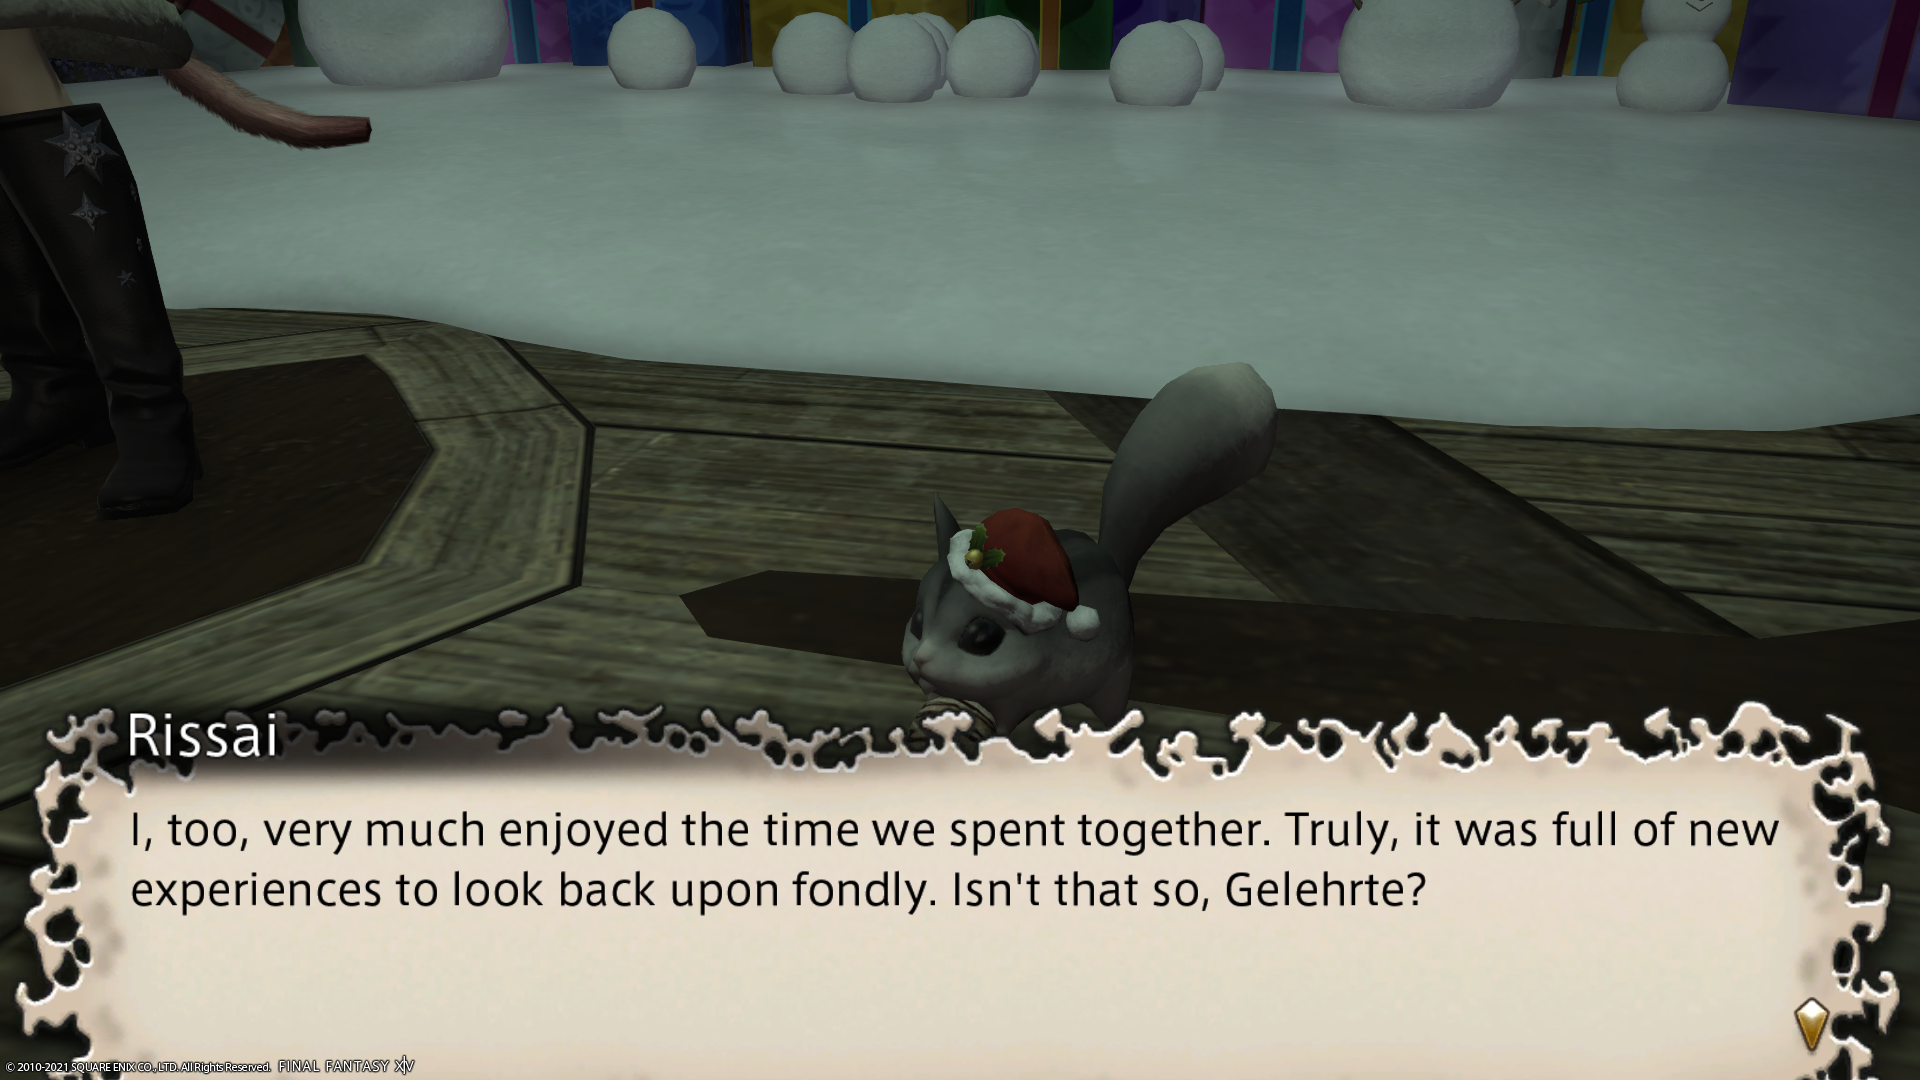 Rissai
I, too, very much enjoyed the time we spent together. Truly, it was full of new
experiences to look back upon fondly. Isn't that so, Gelehrte?
© 2010-2021 SQUARE ENIX CO., LTD. All Rights Reserved. FINAL FANTASY XIV